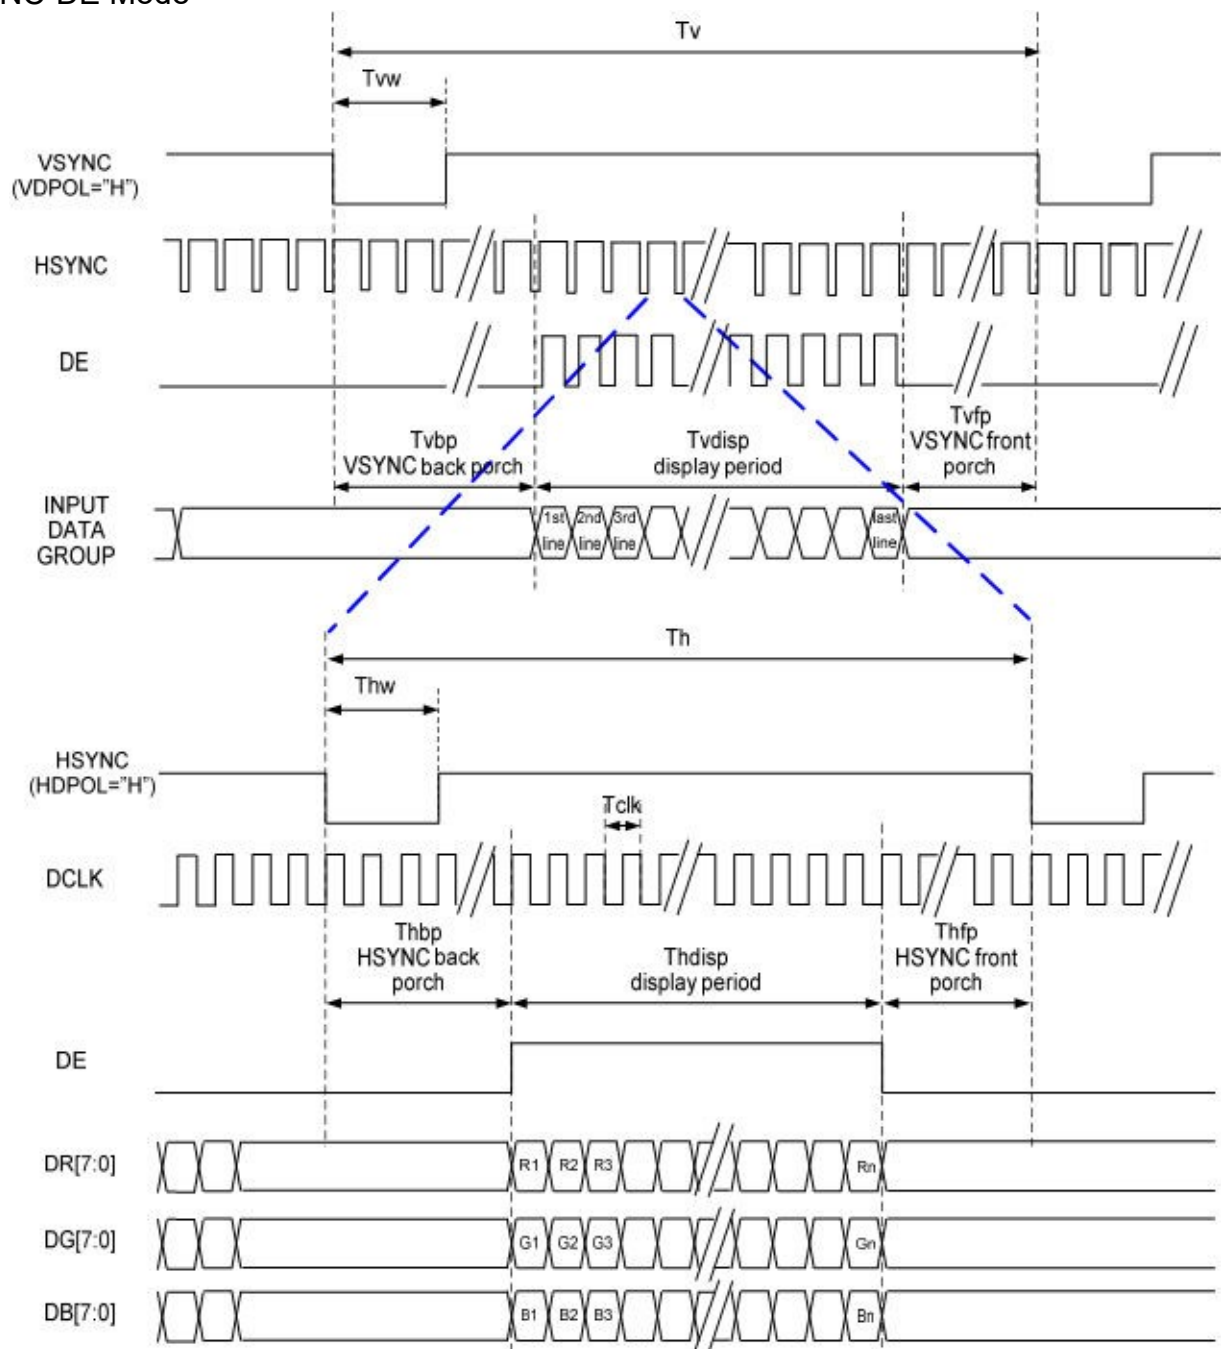 Tv
Tvw
VSYNC
(VDPOL="H")
HSYNC
DE
Tvbp
VSYNC back porch
Tvdisp
display period
Tvfp
VSYNC front
porch
INPUT
DATA
GROUP
1st
line
2nd
line
3rd
line
last
line
Th
Thw
HSYNC
(HDPOL="H")
Tclk
DCLK
Thbp
HSYNC back
porch
Thdisp
display period
Thfp
HSYNC front
porch
DE
DR[7:0]
R1 R2 R3 Rn
DG[7:0]
G1 G2 G3 Gn
DB[7:0]
B1 B2 B3 Bn